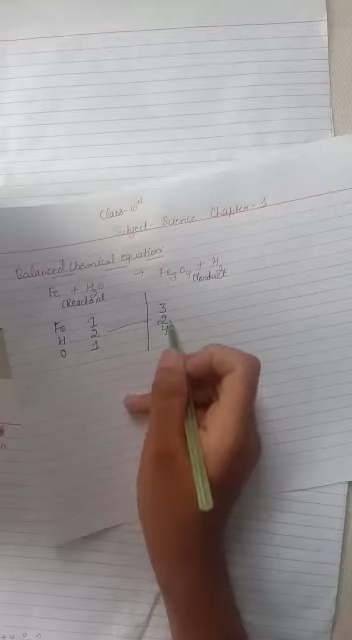 Class-10th
Subject- Science Chapter-1
Balanced chemical equation
Fe + H2O → Fe3O4 + H2
(Reactant (Product
Fe 1 3
H 2 2
O 1 4